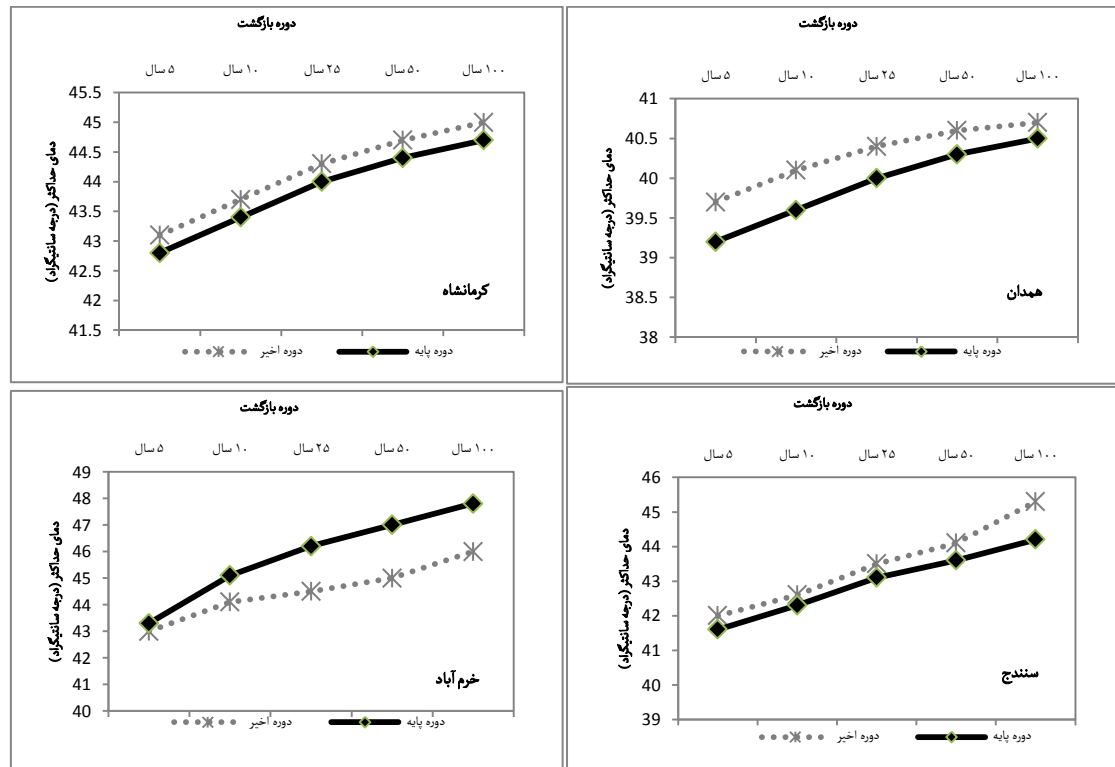 دوره بازگشت
۵ سال ۱۰ سال ۲۵ سال ۵۰ سال ۱۰۰ سال
دمای حداکثر (درجه سانتیگراد)
45.5
45
44.5
44
43.5
43
42.5
42
41.5
کرمانشاه
دوره اخیر دوره پایه
دوره بازگشت
۵ سال ۱۰ سال ۲۵ سال ۵۰ سال ۱۰۰ سال
دمای حداکثر (درجه سانتیگراد)
41
40.5
40
39.5
39
38.5
38
همدان
دوره اخیر دوره پایه
دوره بازگشت
۵ سال ۱۰ سال ۲۵ سال ۵۰ سال ۱۰۰ سال
دمای حداکثر (درجه سانتیگراد)
49
48
47
46
45
44
43
42
41
40
خرم آباد
دوره اخیر دوره پایه
دوره بازگشت
۵ سال ۱۰ سال ۲۵ سال ۵۰ سال ۱۰۰ سال
دمای حداکثر (درجه سانتیگراد)
46
45
44
43
42
41
40
39
سنندج
دوره اخیر دوره پایه